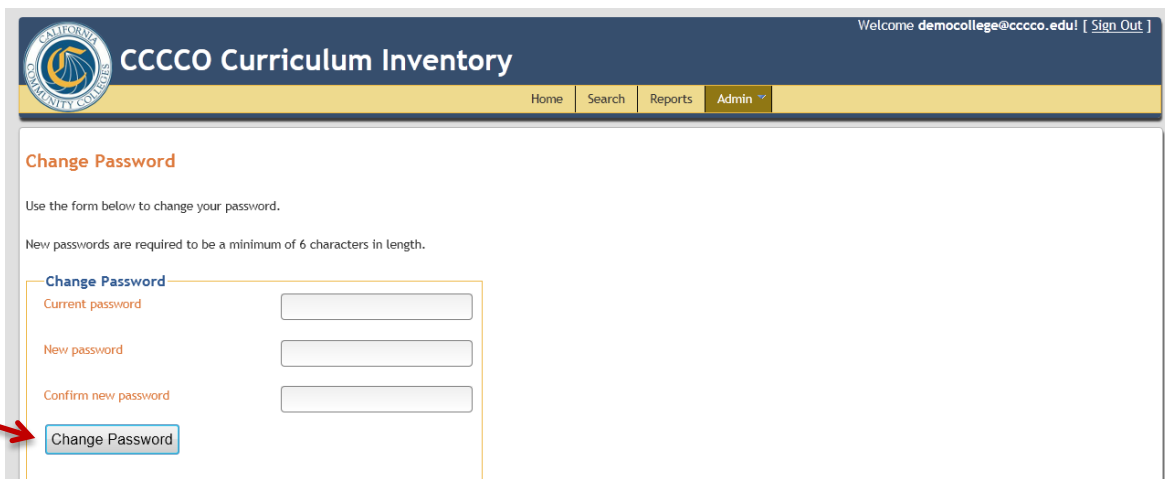 Welcome democollege@cccco.edu! [ Sign Out ]
CALIFORNIA
COMMUNITY COLLEGES
CCCCO Curriculum Inventory
Home Search Reports Admin
Change Password
Use the form below to change your password.
New passwords are required to be a minimum of 6 characters in length.
Change Password
Current password
New password
Confirm new password
Change Password